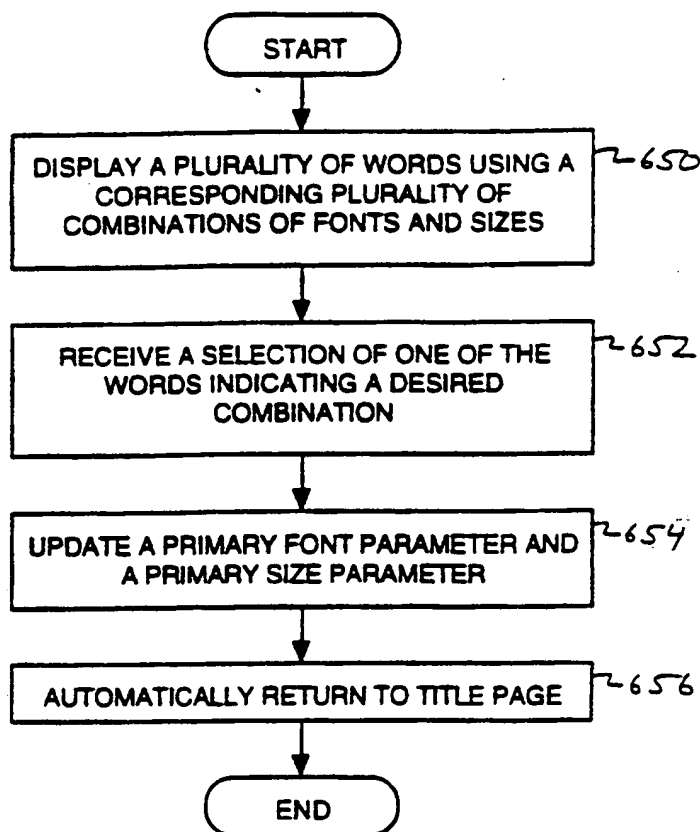 START
DISPLAY A PLURALITY OF WORDS USING A
CORRESPONDING PLURALITY OF
COMBINATIONS OF FONTS AND SIZES
650
RECEIVE A SELECTION OF ONE OF THE
WORDS INDICATING A DESIRED
COMBINATION
652
UPDATE A PRIMARY FONT PARAMETER AND
A PRIMARY SIZE PARAMETER
654
AUTOMATICALLY RETURN TO TITLE PAGE
656
END